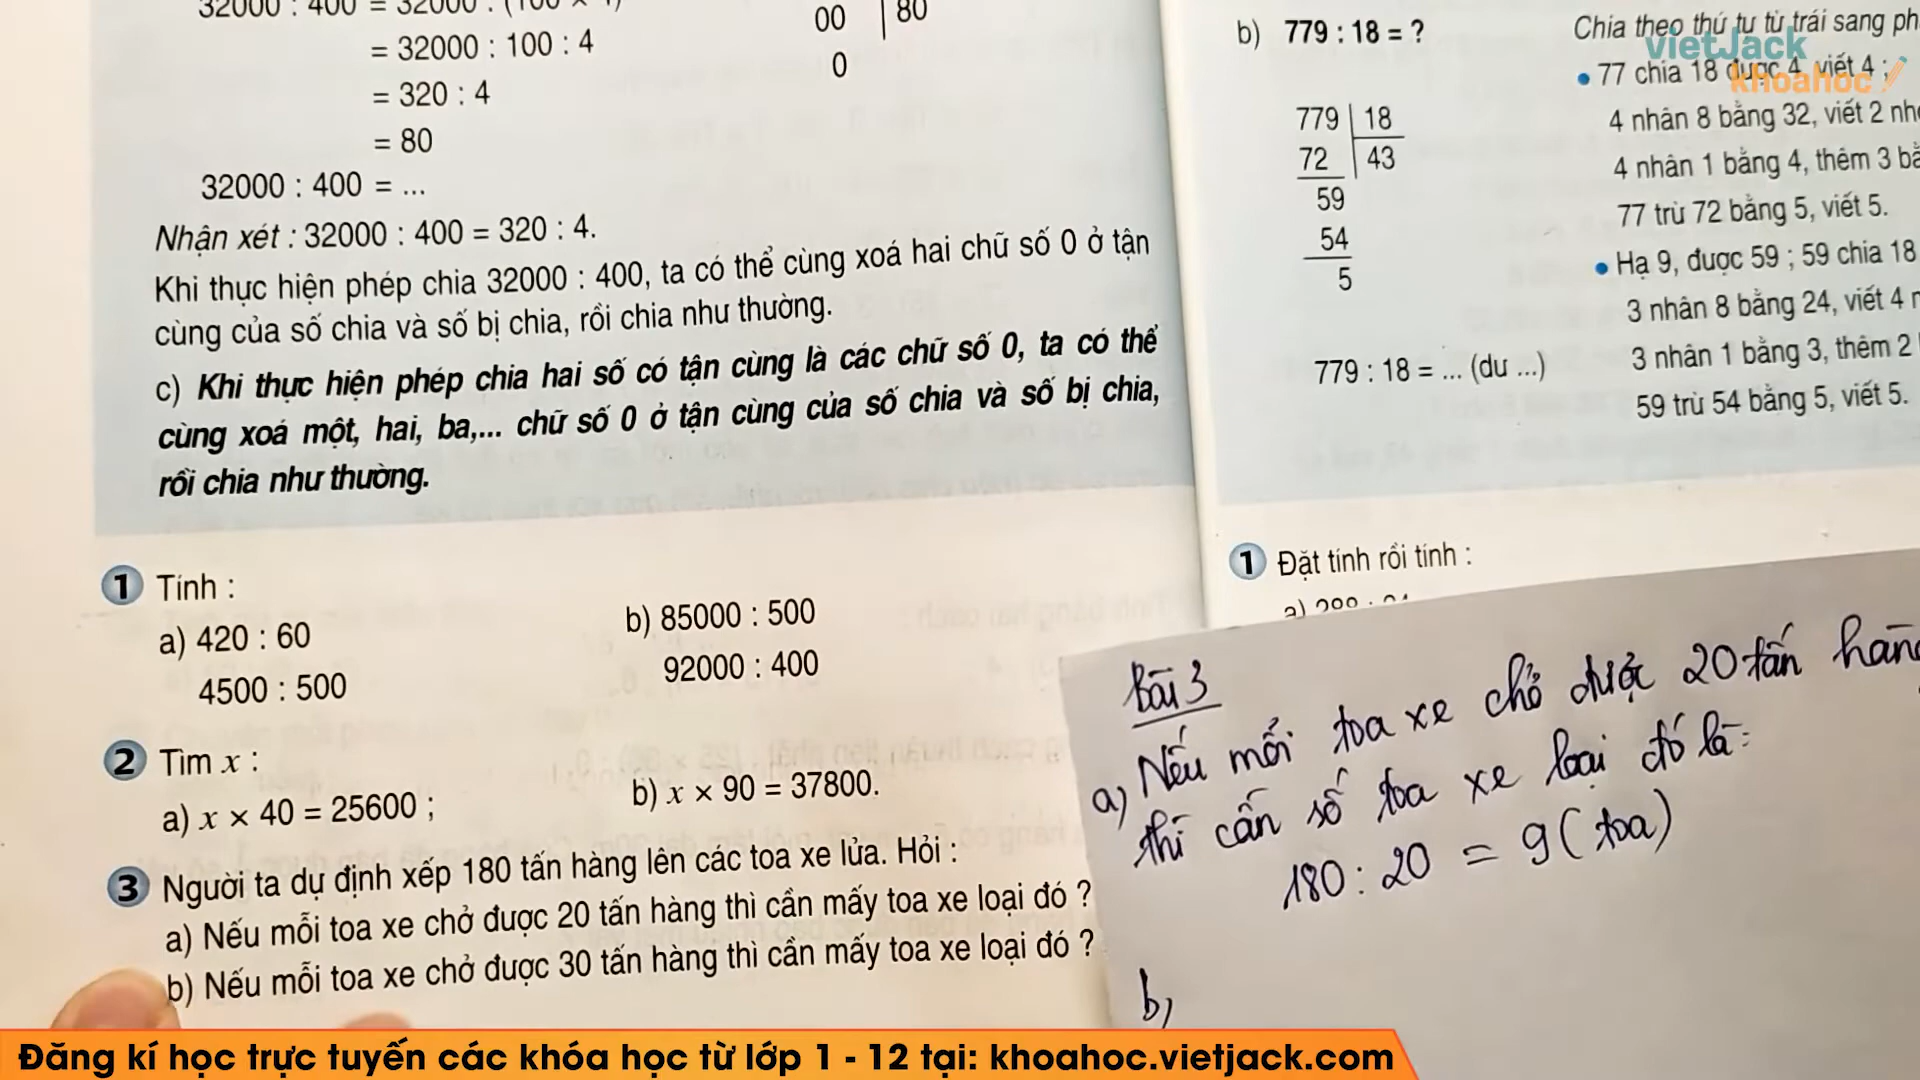 32000 : 400 = 32000 : (100 × 4)
= 32000 : 100 : 4
= 320 : 4
= 80
00 80
0
32000 : 400 = ...
Nhận xét : 32000 : 400 = 320 : 4.
Khi thực hiện phép chia 32000 : 400, ta có thể cùng xoá hai chữ số 0 ở tận
cùng của số chia và số bị chia, rồi chia như thường.
c) Khi thực hiện phép chia hai số có tận cùng là các chữ số 0, ta có thể
cùng xoá một, hai, ba,... chữ số 0 ở tận cùng của số chia và số bị chia,
rồi chia như thường.
1 Tính :
a) 420 : 60
4500 : 500
b) 85000 : 500
92000 : 400
2 Tìm x :
a) x × 40 = 25600 ;
b) x × 90 = 37800.
3 Người ta dự định xếp 180 tấn hàng lên các toa xe lửa. Hỏi :
a) Nếu mỗi toa xe chở được 20 tấn hàng thì cần mấy toa xe loại đó ?
b) Nếu mỗi toa xe chở được 30 tấn hàng thì cần mấy toa xe loại đó ?
b) 779 : 18 = ?
779 18
72 43
59
54
5
779 : 18 = ... (dư ...)
Chia theo thứ tự từ trái sang ph
• 77 chia 18 được 4, viết 4 ;
4 nhân 8 bằng 32, viết 2 nh
4 nhân 1 bằng 4, thêm 3 bằ
77 trừ 72 bằng 5, viết 5.
• Hạ 9, được 59 ; 59 chia 18
3 nhân 8 bằng 24, viết 4
3 nhân 1 bằng 3, thêm 2
59 trừ 54 bằng 5, viết 5.
vietJack
khoahoc
1 Đặt tính rồi tính :
Bài 3
a, Nếu mỗi toa xe chở được 20 tấn hàng
thì cần số toa xe loại đó là:
180 : 20 = 9 (toa)
b,
Đăng kí học trực tuyến các khóa học từ lớp 1 - 12 tại: khoahoc.vietjack.com